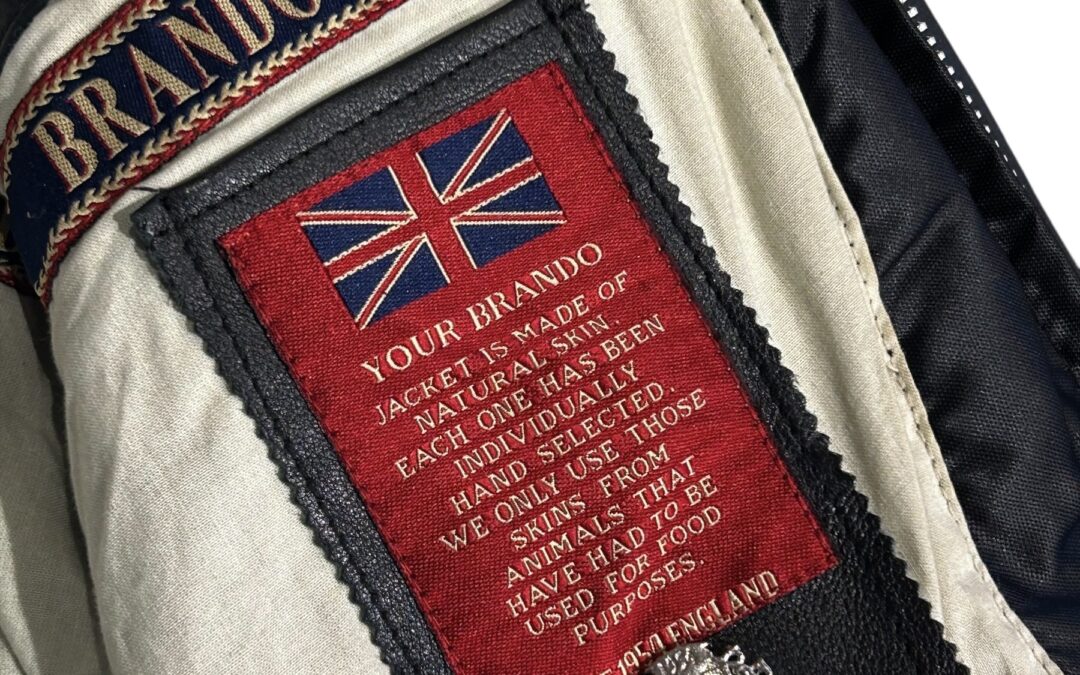 BRANDO
YOUR BRANDO
JACKET IS MADE OF
NATURAL SKIN
EACH ONE HAS BEEN
INDIVIDUALLY
HAND SELECTED.
WE ONLY USE THOSE
SKINS FROM
ANIMALS THAT
HAVE HAD TO BE
USED FOR FOOD
PURPOSES.
1954 ENGLAND